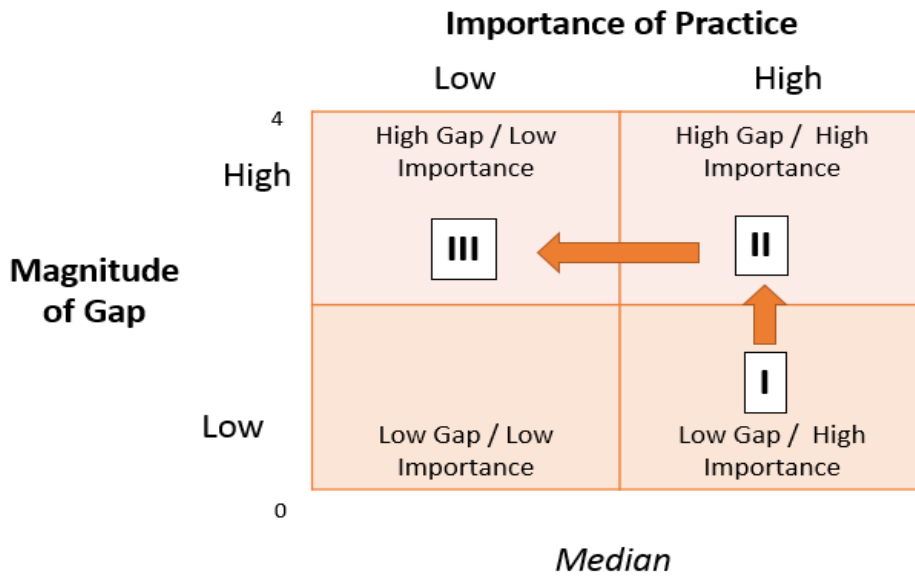 Importance of Practice
Low
High
4
High Gap / Low
Importance
High Gap /  High
Importance
High
III
II
Magnitude
of Gap
I
Low
Low Gap / Low
Importance
Low Gap /  High
Importance
0
Median